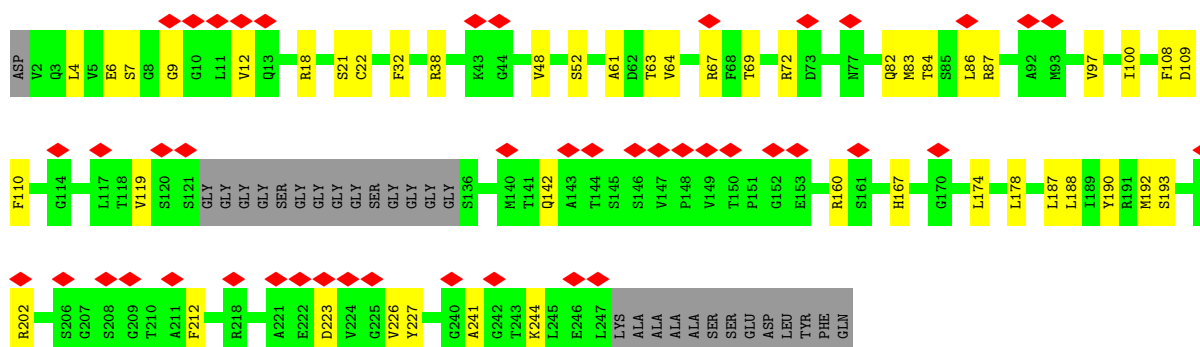 ASP V2 Q3 L4 V5 E6 S7 G8 G9 G10 L11 V12 Q13 R18 S21 C22 F32 R38 K43 G44 V48 S52 A61 D62 T63 V64 R67 F68 T69 R72 D73 N77 Q82 M83 T84 S85 L86 R87 A92 M93 V97 I100 F108 D109
F110 G114 L117 T118 V119 S120 S121 GLY GLY GLY GLY SER GLY GLY GLY GLY SER GLY GLY GLY GLY S136 M140 T141 Q142 A143 T144 S145 S146 V147 P148 V149 T150 P151 G152 E153 R160 S161 H167 G170 L174 L178 L187 L188 I189 Y190 R191 M192 S193
R202 S206 G207 S208 G209 T210 A211 F212 R218 A221 E222 D223 V224 G225 V226 Y227 G240 A241 G242 T243 K244 L245 E246 L247 LYS ALA ALA ALA ALA SER SER GLU ASP LEU TYR PHE GLN